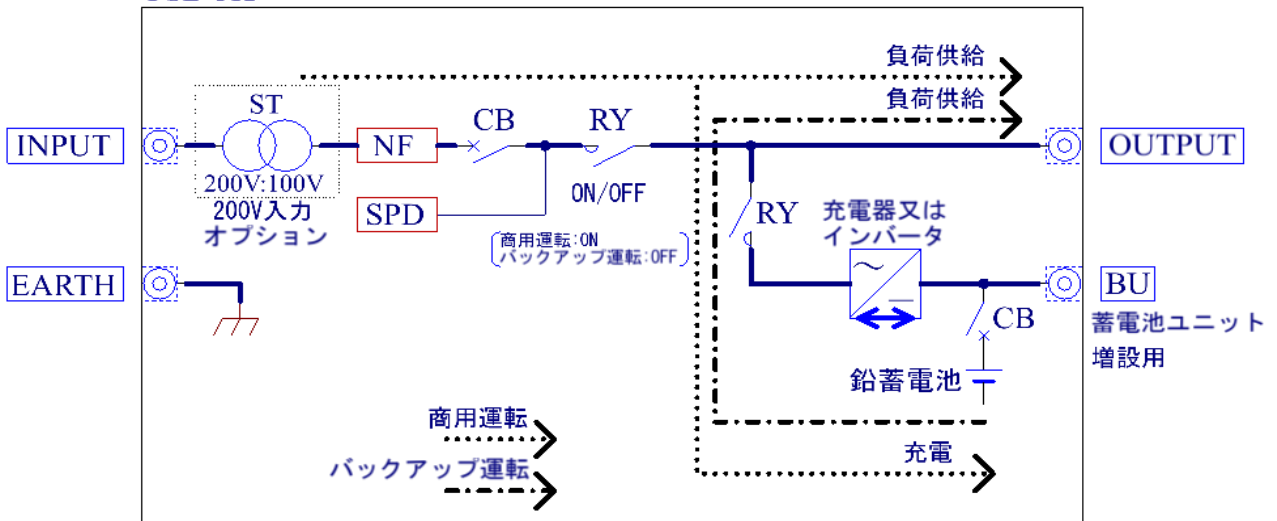 負荷供給
負荷供給
ST
CB
RY
INPUT
NF
OUTPUT
200V:100V
200V入力
オプション
SPD
ON/OFF
商用運転:ON
バックアップ運転:OFF
RY
充電器又は
インバータ
EARTH
BU
CB
蓄電池ユニット
増設用
鉛蓄電池
商用運転
バックアップ運転
充電